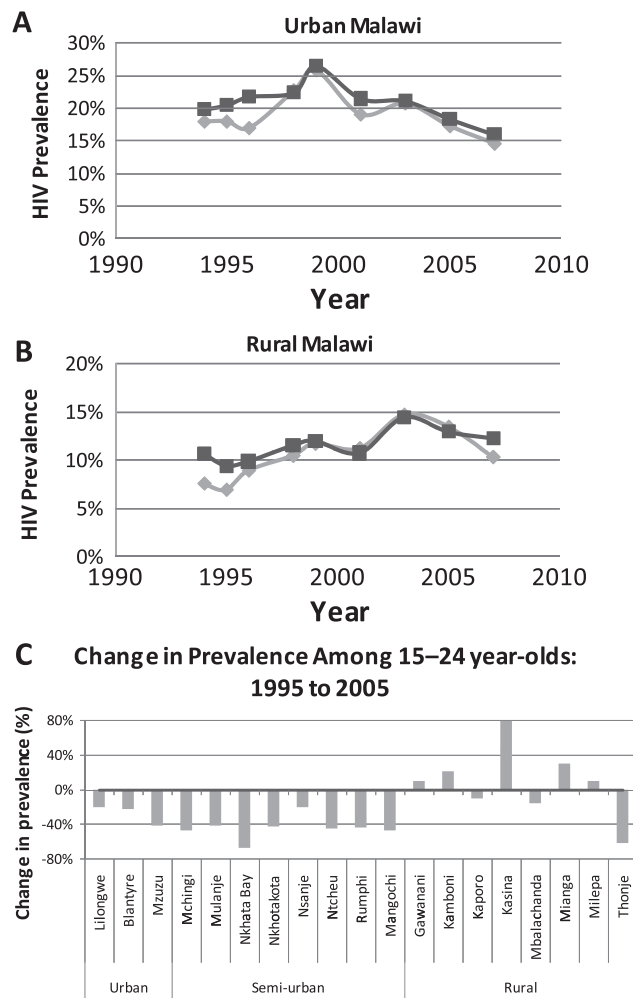 A
Urban Malawi
30%
25%
20%
15%
10%
5%
0%
1990 1995 2000 2005 2010
HIV Prevalence
Year
B
Rural Malawi
20%
15%
10%
5%
0%
1990 1995 2000 2005 2010
HIV Prevalence
Year
C
Change in Prevalence Among 15–24 year-olds:
1995 to 2005
Change in prevalence (%)
80%
40%
0%
-40%
-80%
Lilongwe
Blantyre
Mzuzu
Mchingi
Mulanje
Nkhata Bay
Nkhotakota
Nsanje
Ntcheu
Rumphi
Mangochi
Gawanani
Kamboni
Kaporo
Kasina
Mbalachanda
Mianga
Milepa
Thonje
Urban Semi-urban Rural